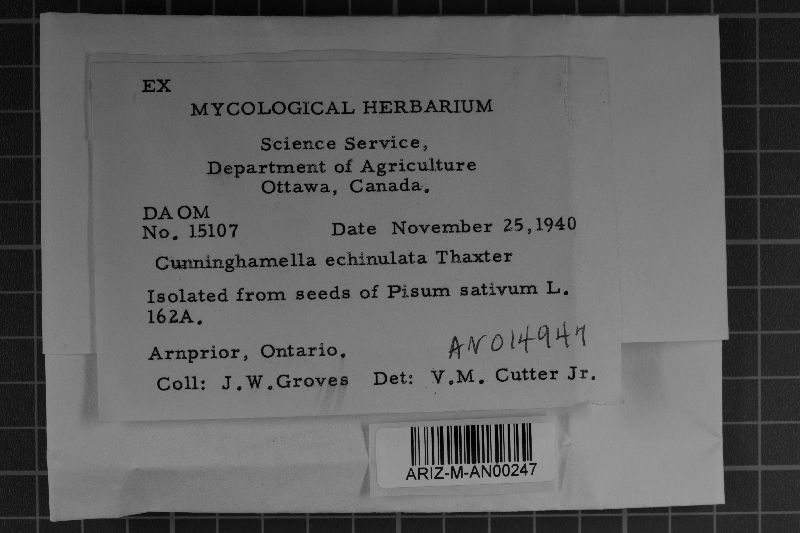 EX
MYCOLOGICAL HERBARIUM
Science Service,
Department of Agriculture
Ottawa, Canada.
DAOM
No. 15107 Date November 25, 1940
Cunninghamella echinulata Thaxter
Isolated from seeds of Pisum sativum L.
162A.
AN014947
Arnprior, Ontario.
Coll: J.W.Groves Det: V.M. Cutter Jr.
ARIZ-M-AN00247